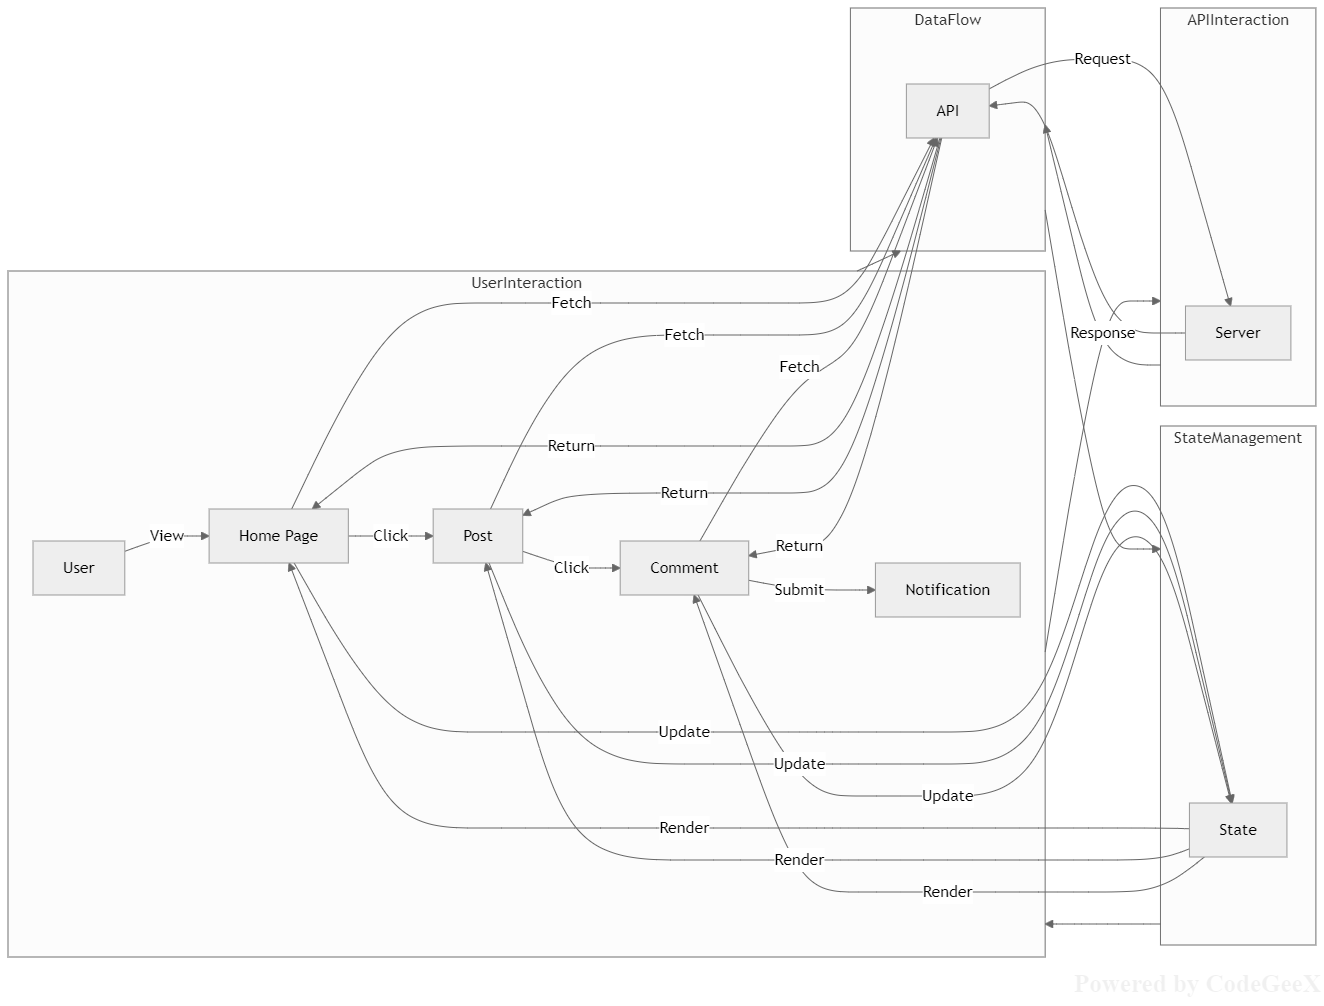 DataFlow
APIInteraction
Request
API
UserInteraction
Fetch
Response
Server
Fetch
Fetch
StateManagement
Return
Return
View
Home Page
Click
Post
Return
User
Click
Comment
Submit
Notification
Update
Update
Update
Render
State
Render
Render
Powered by CodeGeeX